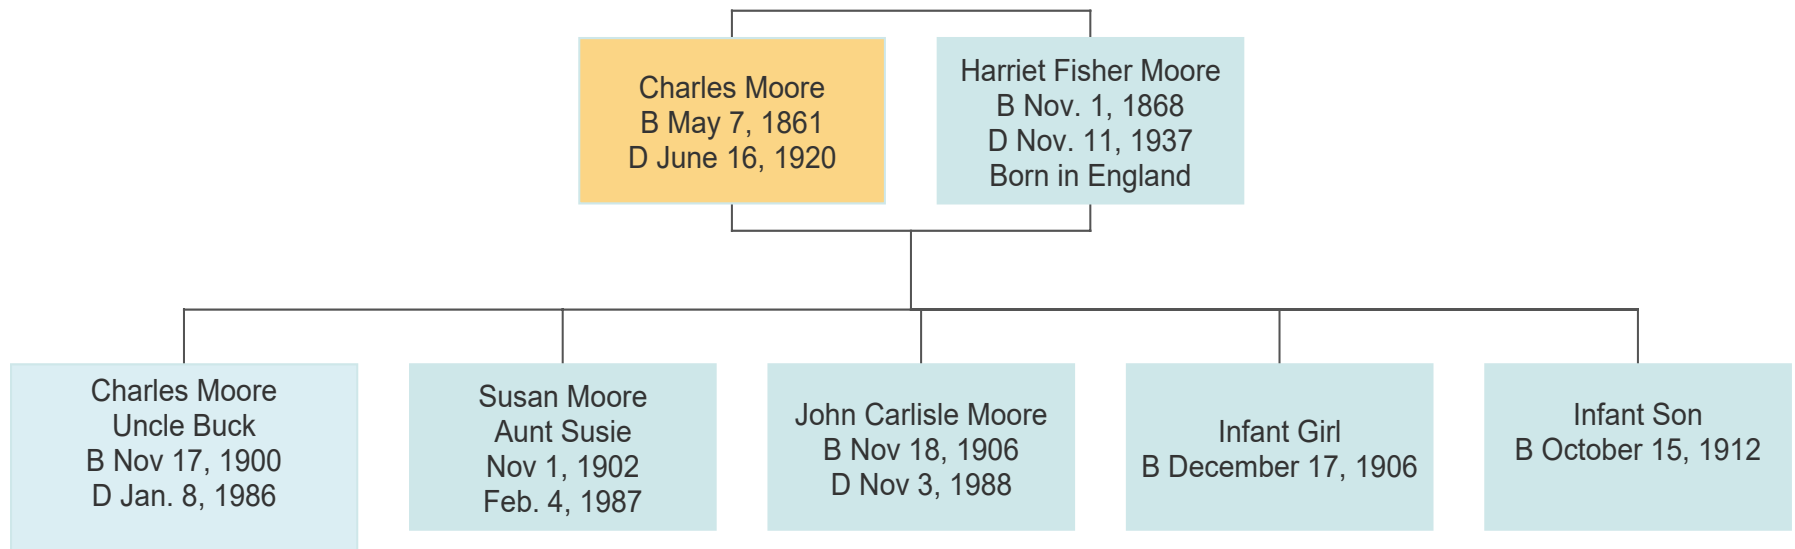 Charles Moore
B May 7, 1861
D June 16, 1920
Harriet Fisher Moore
B Nov. 1, 1868
D Nov. 11, 1937
Born in England
Charles Moore
Uncle Buck
B Nov 17, 1900
D Jan. 8, 1986
Susan Moore
Aunt Susie
Nov 1, 1902
Feb. 4, 1987
John Carlisle Moore
B Nov 18, 1906
D Nov 3, 1988
Infant Girl
B December 17, 1906
Infant Son
B October 15, 1912